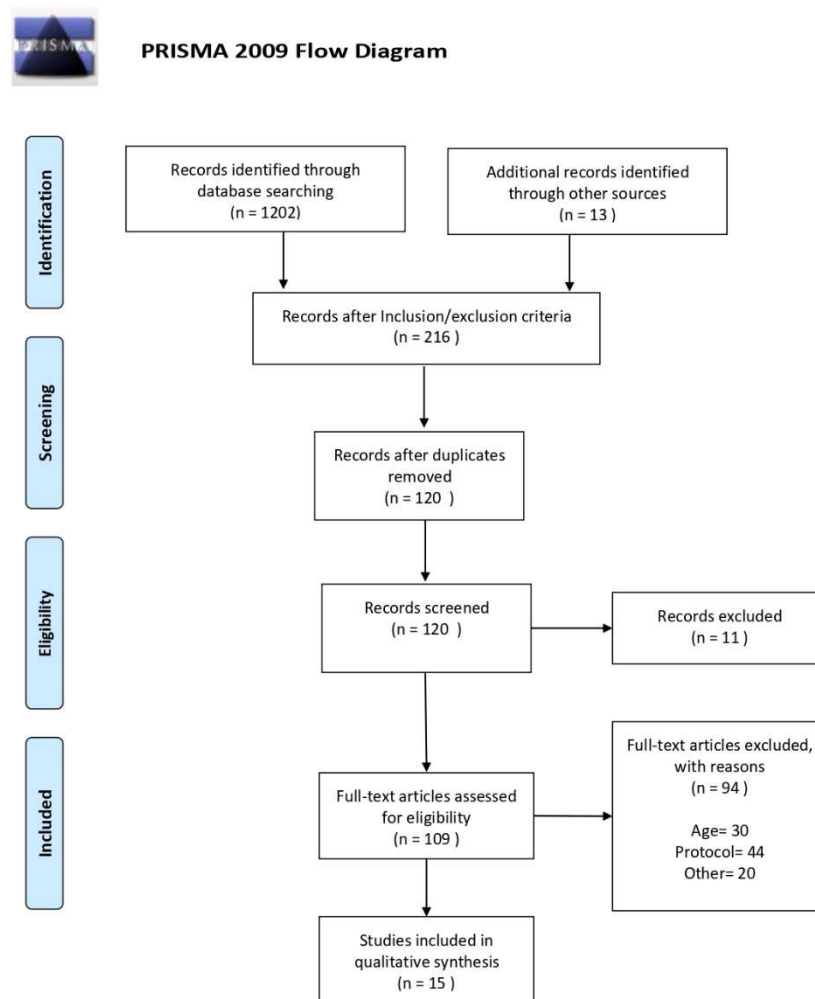 PRISMA
PRISMA 2009 Flow Diagram
Identification
Records identified through
database searching
(n = 1202)
Additional records identified
through other sources
(n = 13 )
Records after Inclusion/exclusion criteria
(n = 216 )
Screening
Records after duplicates
removed
(n = 120 )
Eligibility
Records screened
(n = 120 )
Records excluded
(n = 11 )
Included
Full-text articles assessed
for eligibility
(n = 109 )
Full-text articles excluded,
with reasons
(n = 94 )
Age= 30
Protocol= 44
Other= 20
Studies included in
qualitative synthesis
(n = 15 )